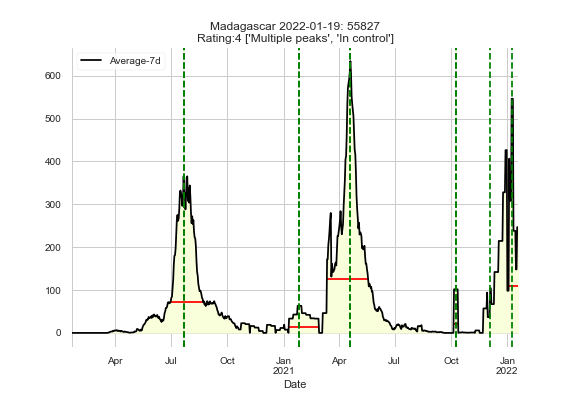 Madagascar 2022-01-19: 55827
Rating:4 ['Multiple peaks', 'In control']
Average-7d
600
500
400
300
200
100
0
Apr Jul Oct Jan Apr Jul Oct Jan
2021 2022
Date